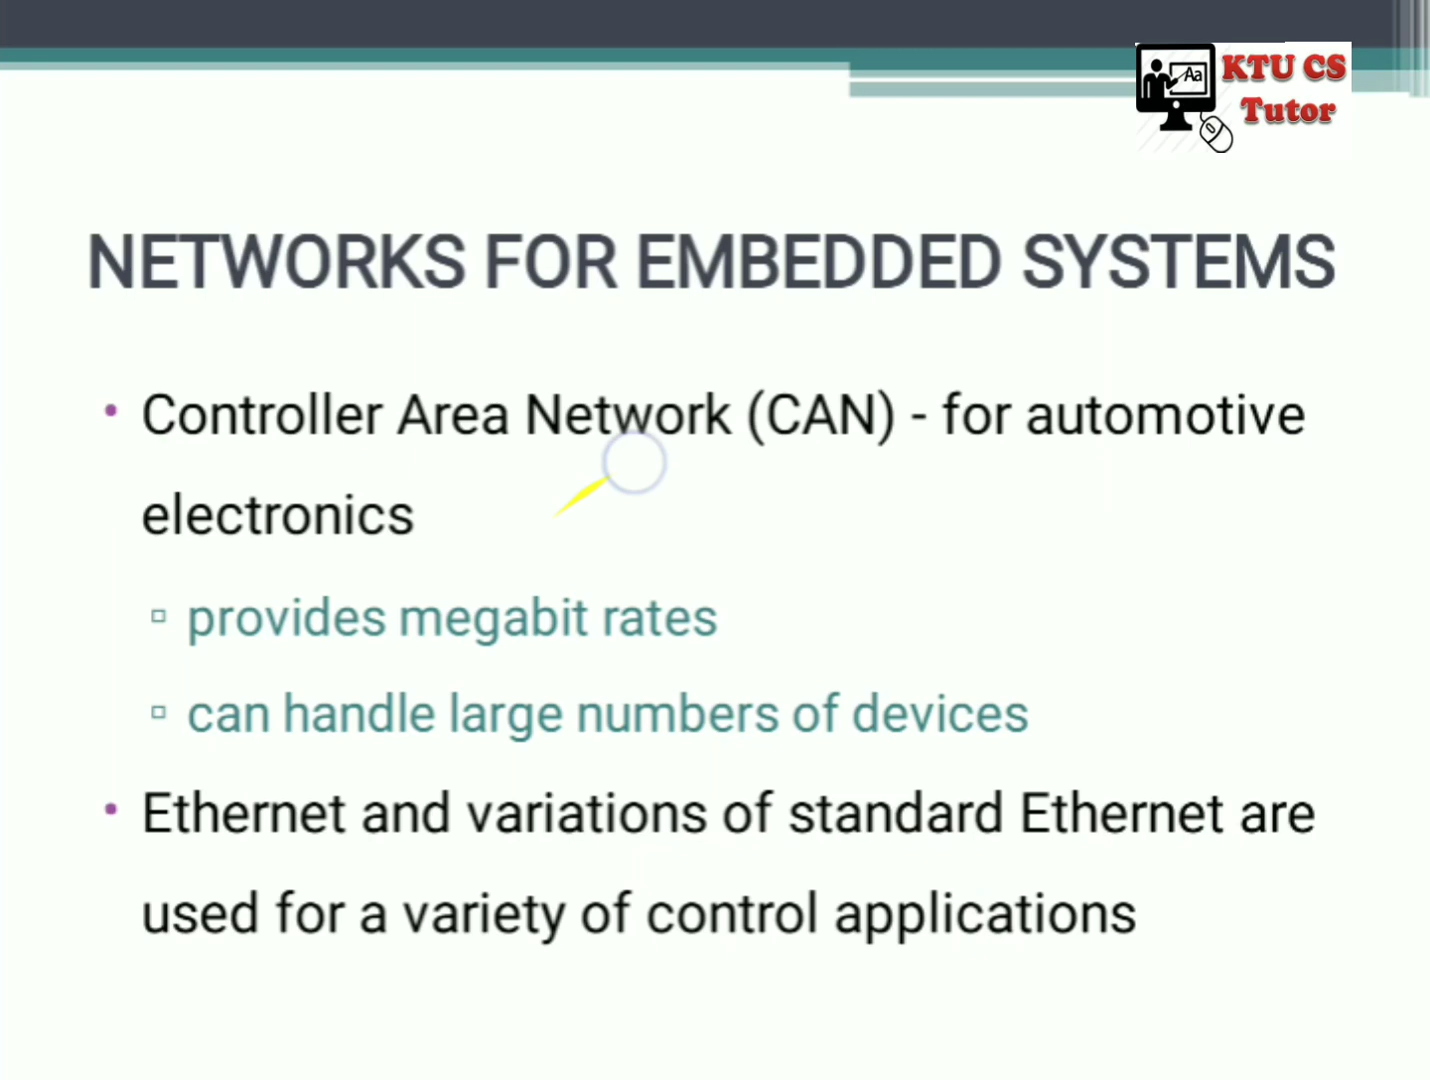 Aa
KTU CS
Tutor
NETWORKS FOR EMBEDDED SYSTEMS
• Controller Area Network (CAN) - for automotive
electronics
▫ provides megabit rates
▫ can handle large numbers of devices
• Ethernet and variations of standard Ethernet are
used for a variety of control applications